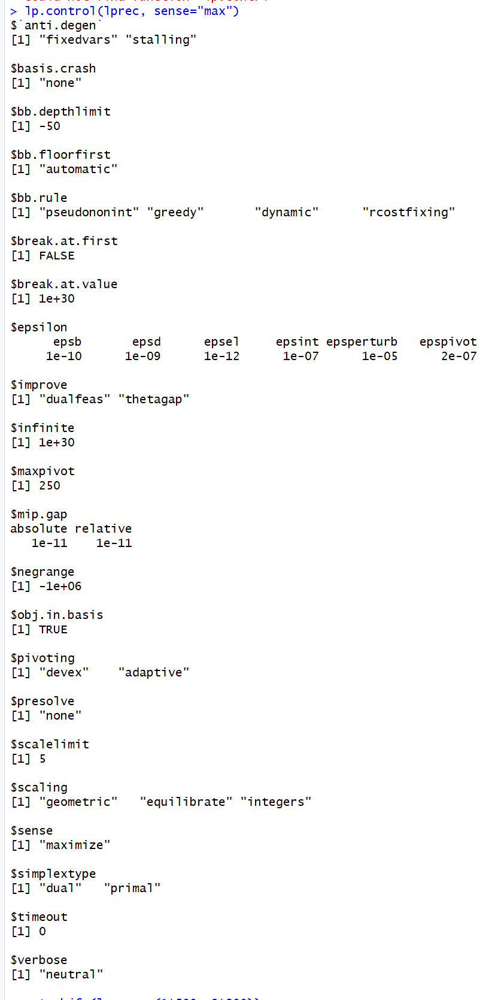 > lp.control(lprec, sense="max")
$`anti.degen`
[1] "fixedvars" "stalling"
$basis.crash
[1] "none"
$bb.depthlimit
[1] -50
$bb.floorfirst
[1] "automatic"
$bb.rule
[1] "pseudononint" "greedy" "dynamic" "rcostfixing"
$break.at.first
[1] FALSE
$break.at.value
[1] 1e+30
$epsilon
epsb epsd epsel epsint epsperturb epspivot
1e-10 1e-09 1e-12 1e-07 1e-05 2e-07
$improve
[1] "dualfeas" "thetagap"
$infinite
[1] 1e+30
$maxpivot
[1] 250
$mip.gap
absolute relative
1e-11 1e-11
$negrange
[1] -1e+06
$obj.in.basis
[1] TRUE
$pivoting
[1] "devex" "adaptive"
$presolve
[1] "none"
$scalelimit
[1] 5
$scaling
[1] "geometric" "equilibrate" "integers"
$sense
[1] "maximize"
$simplextype
[1] "dual" "primal"
$timeout
[1] 0
$verbose
[1] "neutral"